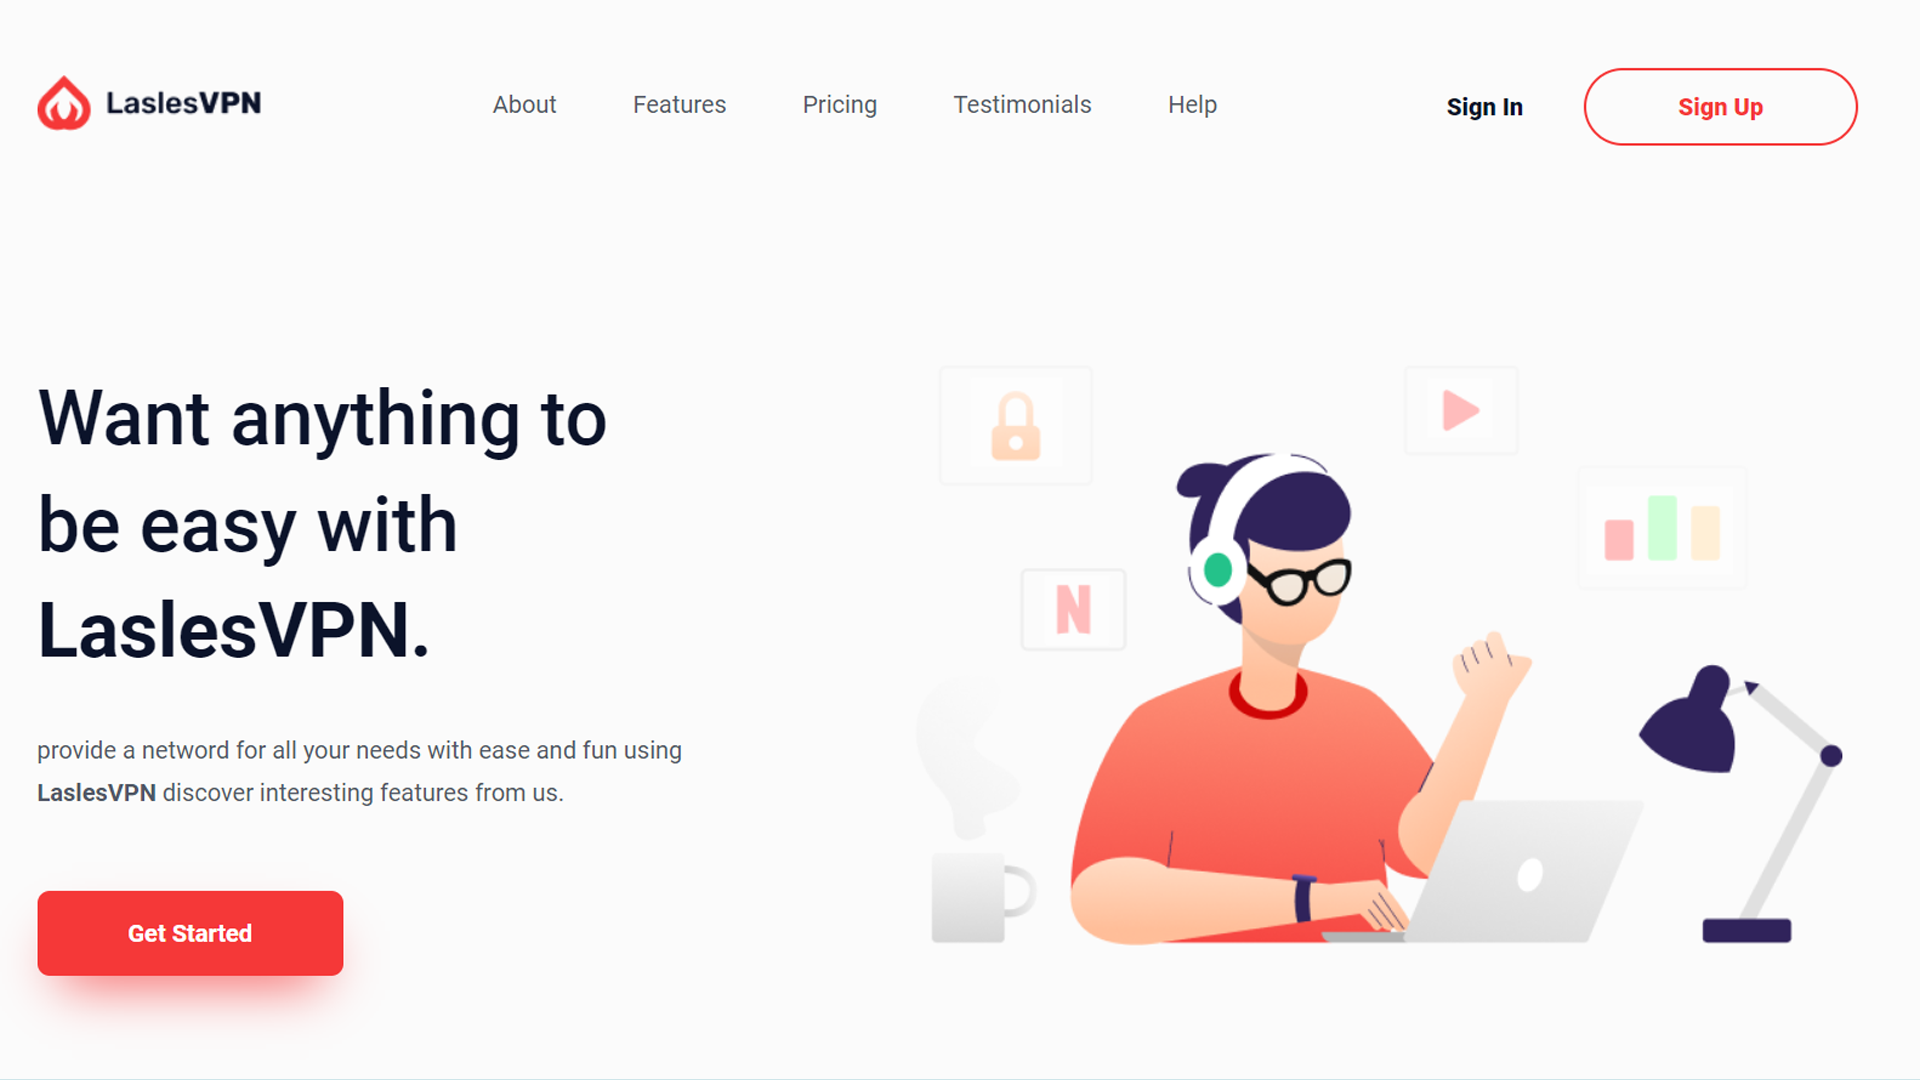 LaslesVPN
About Features Pricing Testimonials Help
Sign In
Sign Up
Want anything to
be easy with
LaslesVPN.
N
provide a netword for all your needs with ease and fun using
LaslesVPN discover interesting features from us.
Get Started